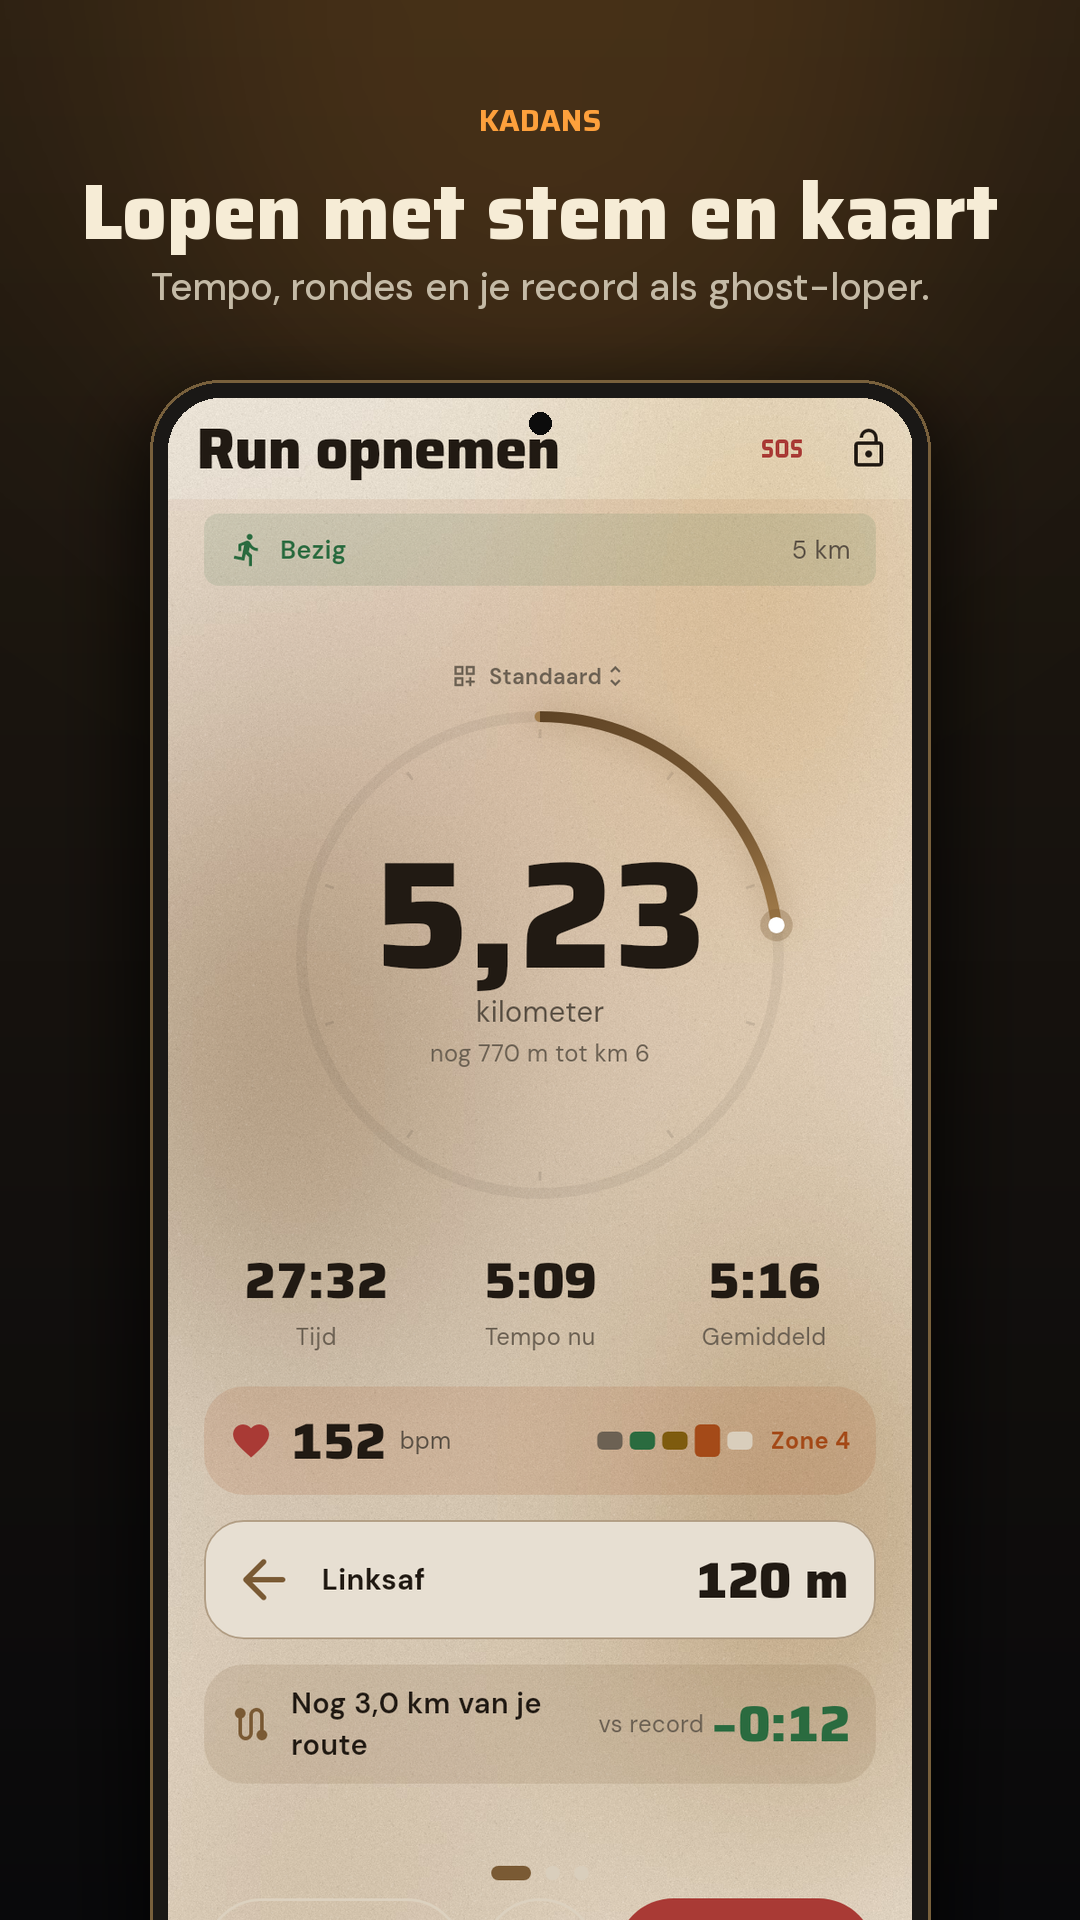 KADANS
Lopen met stem en kaart
Tempo, rondes en je record als ghost-loper.
Run opnemen
SOS
Bezig
5 km
Standaard
5,23
kilometer
nog 770 m tot km 6
27:32
5:09
5:16
Tijd
Tempo nu
Gemiddeld
152 bpm
Zone 4
Linksaf
120 m
Nog 3,0 km van je
route
vs record -0:12